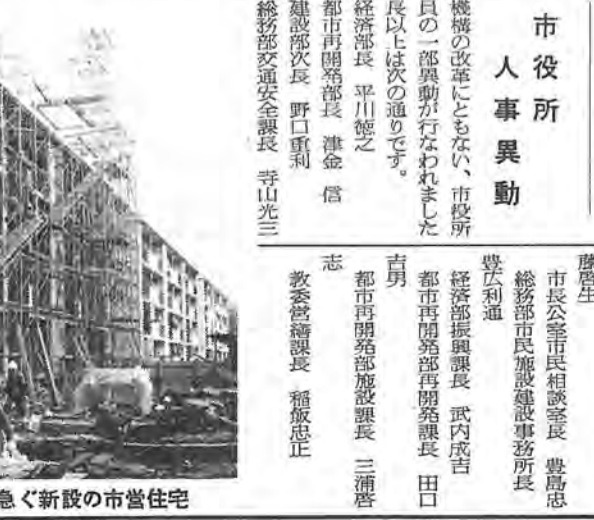 市役所
人事異動
機構の改革にともない、市役所
員の一部異動が行なわれました
長以上は次の通りです。
経済部長　平川徳之
都市再開発部長　津金　信
建設部次長　野口重利
総務部交通安全課長　寺山光三
藤啓生
市長公室市民相談室長　豊島忠
総務部市民施設建設事務所長
豊広利通
経済部振興課長　武内成吉
都市再開発部再開発課長　田口
吉男
都市再開発部施設課長　三浦啓
志
教委営繕課長　稲飯忠正
急ぐ新設の市営住宅